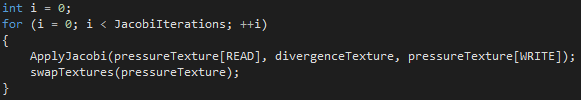 int i = 0;
for (i = 0; i < JacobiIterations; ++i)
{
    ApplyJacobi(pressureTexture[READ], divergenceTexture, pressureTexture[WRITE]);
    swapTextures(pressureTexture);
}